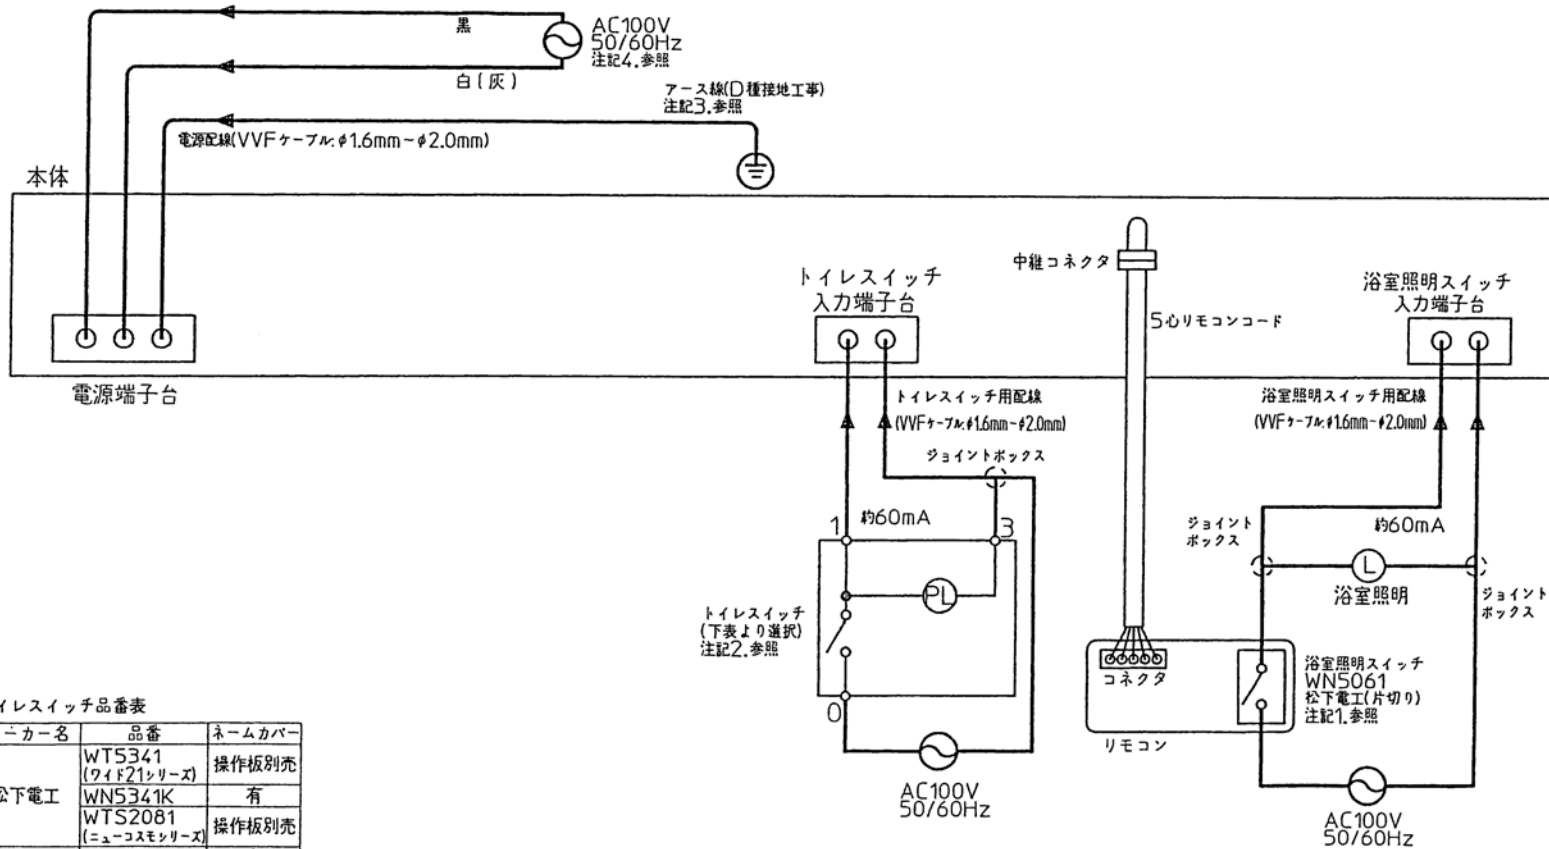 黒
AC100V
50/60Hz
注記4.参照
白(灰)
アース線(D種接地工事)
注記3.参照
電源配線(VVFケーブル:φ1.6mm~φ2.0mm)
本体
電源端子台
トイレスイッチ
入力端子台
中継コネクタ
5心リモコンコード
浴室照明スイッチ
入力端子台
トイレスイッチ用配線
(VVFケーブル:φ1.6mm~φ2.0mm)
ジョイントボックス
浴室照明スイッチ用配線
(VVFケーブル:φ1.6mm~φ2.0mm)
1
約60mA
3
PL
トイレスイッチ
(下表より選択)
注記2.参照
0
AC100V
50/60Hz
ジョイント
ボックス
約60mA
L
浴室照明
ジョイント
ボックス
コネクタ
リモコン
浴室照明スイッチ
WN5061
松下電工(片切り)
注記1.参照
AC100V
50/60Hz
イレスイッチ品番表
ーカー名 品番 ネームカバー
松下電工
WT5341
(ワイド21シリーズ)
操作板別売
WN5341K 有
WTS2081
(ニューコスモシリーズ)
操作板別売